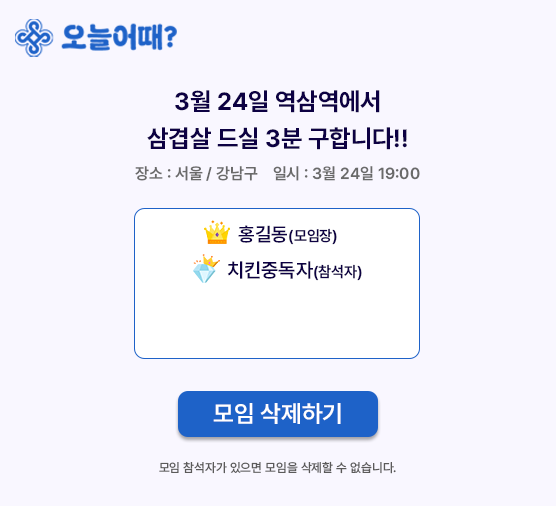 오늘어때?
3월 24일 역삼역에서
삼겹살 드실 3분 구합니다!!
장소 : 서울 / 강남구 일시 : 3월 24일 19:00
홍길동(모임장)
치킨중독자(참석자)
모임 삭제하기
모임 참석자가 있으면 모임을 삭제할 수 없습니다.